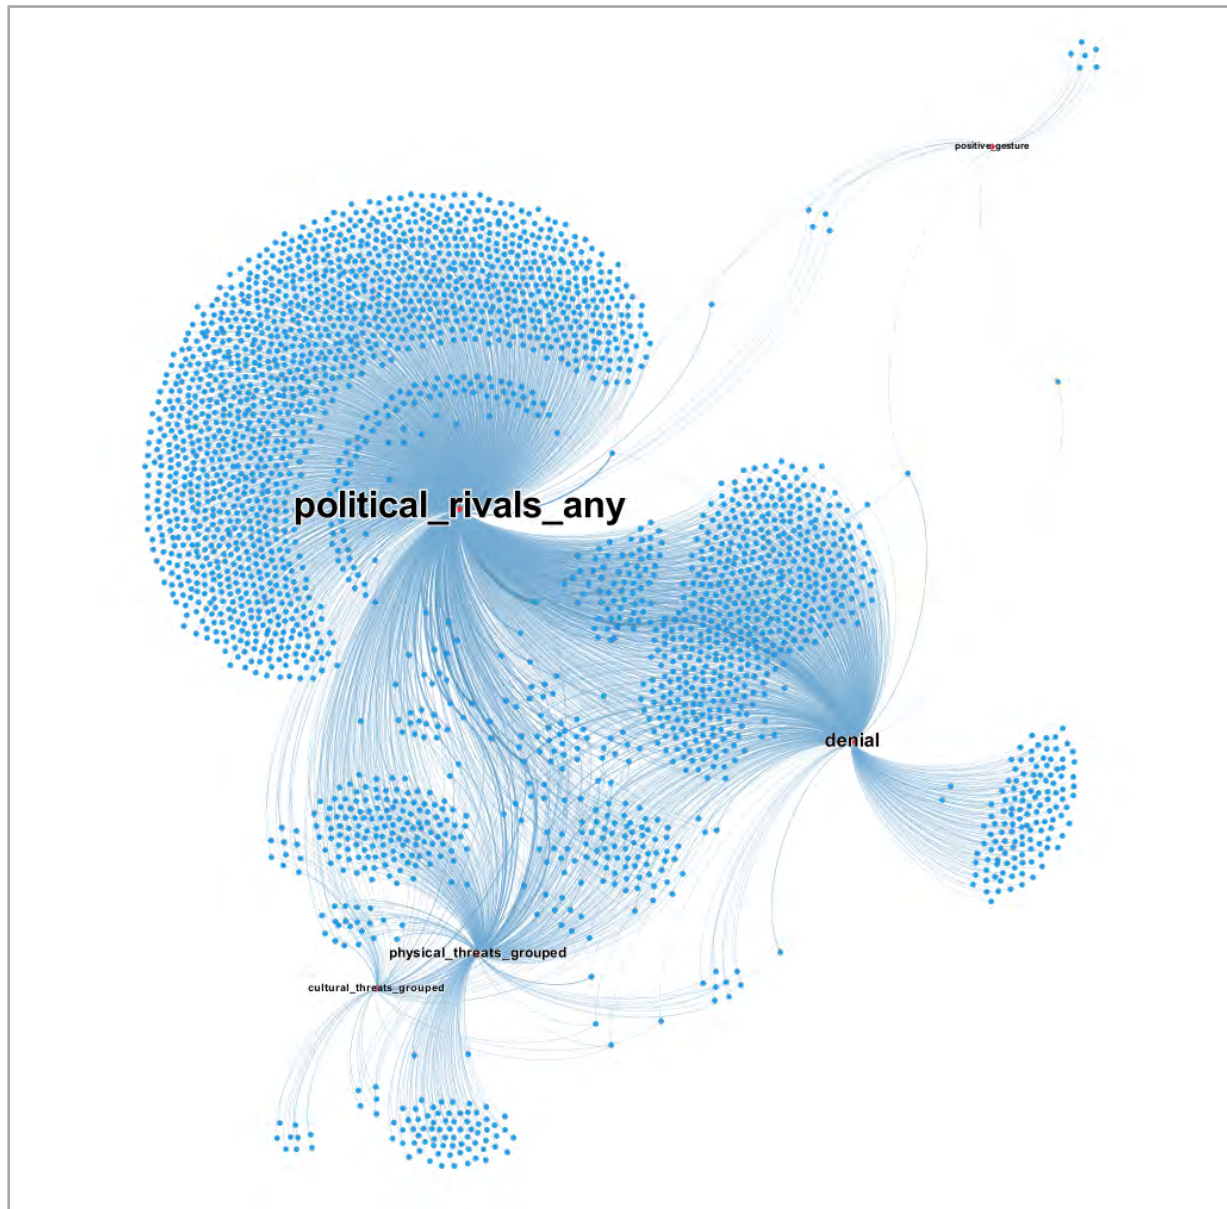 positive_gesture
political_rivals_any
denial
physical_threats_grouped
cultural_threats_grouped